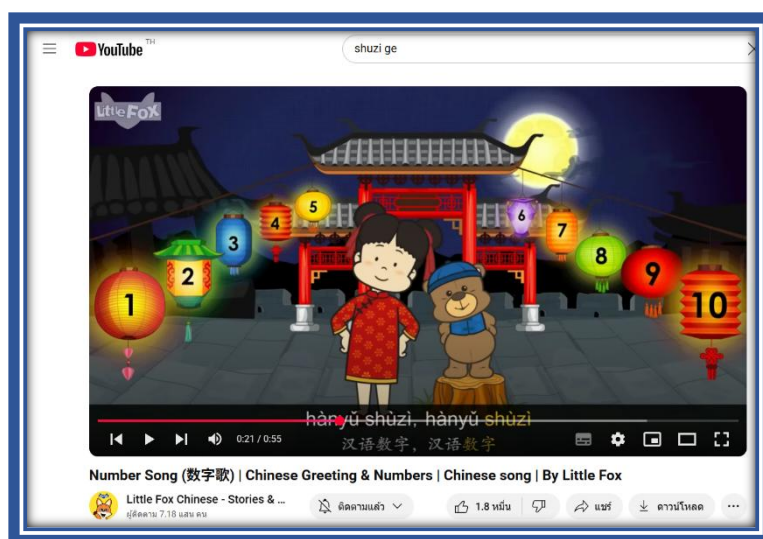 YouTube TH
shuzi ge
Little Fox
1
2
3
4
5
6
7
8
9
10
hànyǔ shùzì, hànyǔ shùzì
汉语数字，汉语数字
0:21 / 0:55
Number Song (数字歌) | Chinese Greeting & Numbers | Chinese song | By Little Fox
Little Fox Chinese - Stories & ...
ผู้ติดตาม 7.18 แสน คน
ติดตามแล้ว
1.8 หมื่น
แชร์
ดาวน์โหลด